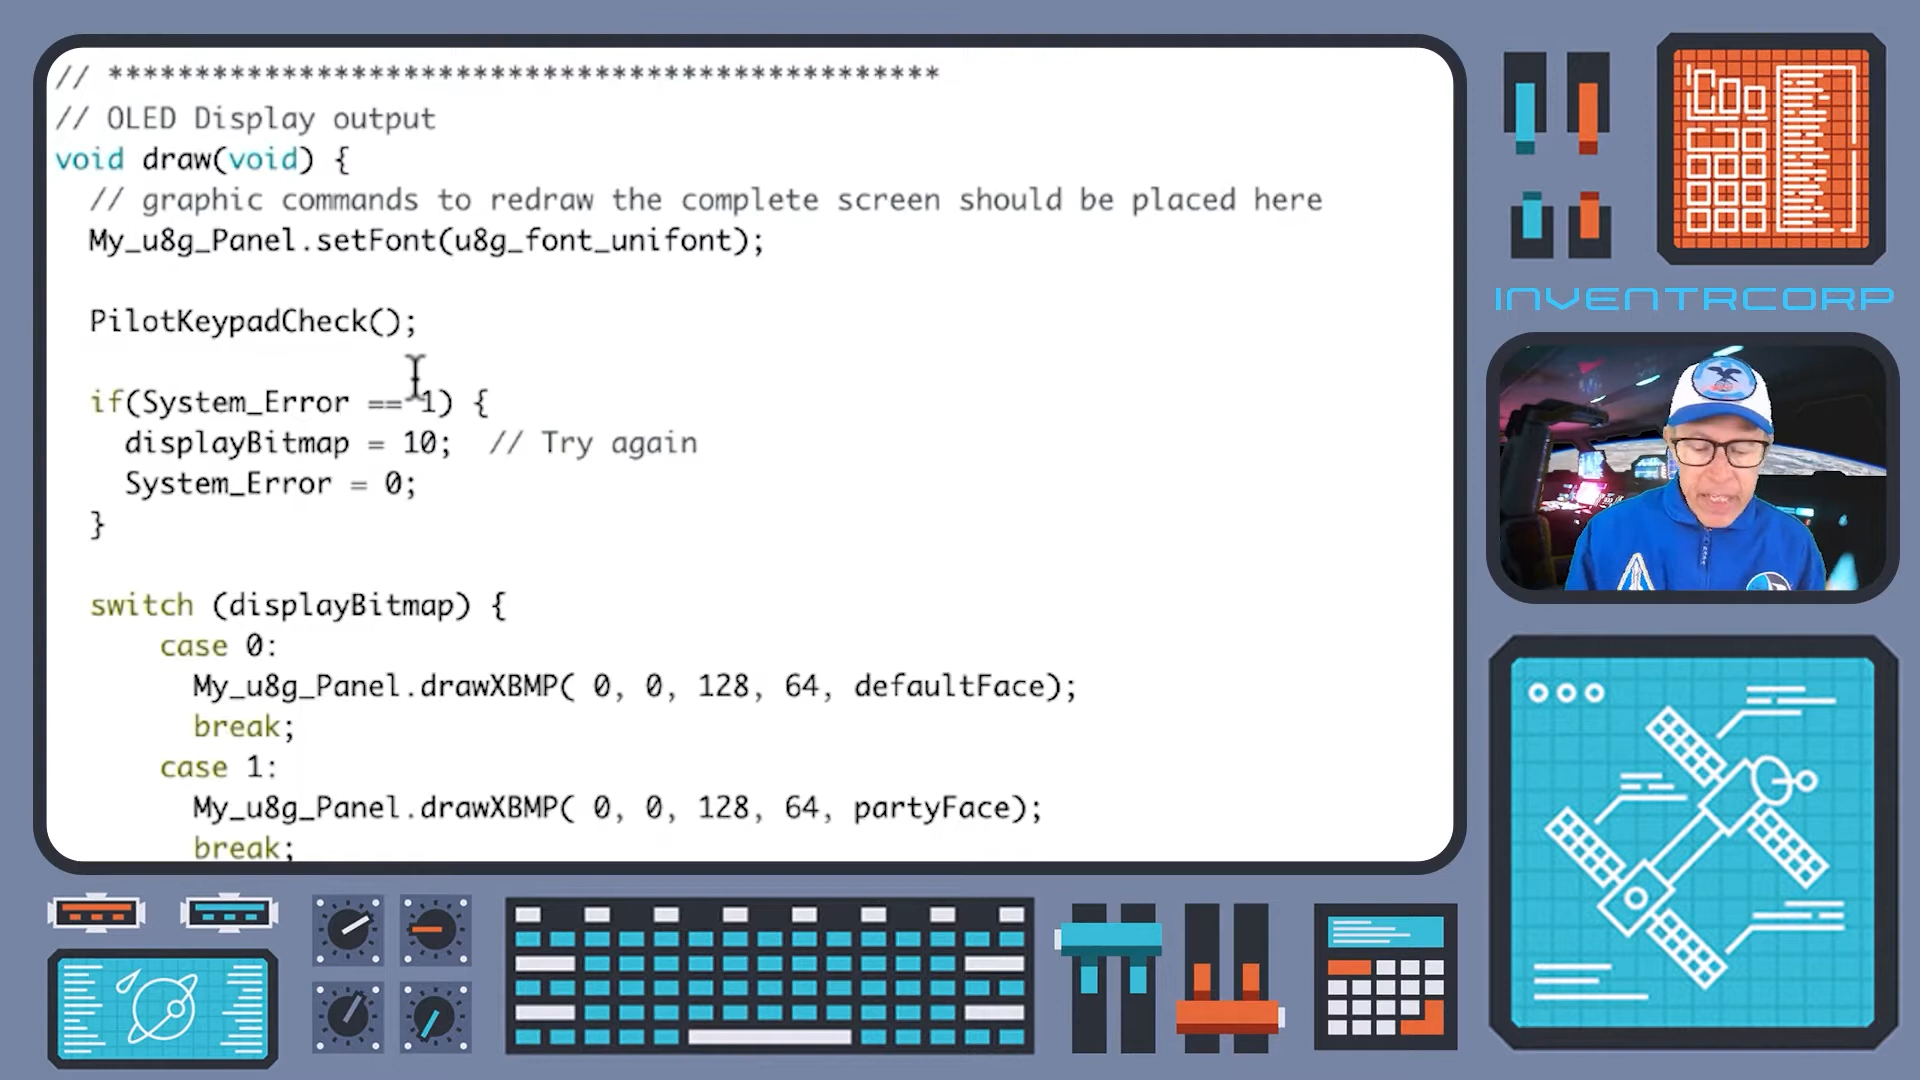 // ************************************************
// OLED Display output
void draw(void) {
// graphic commands to redraw the complete screen should be placed here
My_u8g_Panel.setFont(u8g_font_unifont);
PilotKeypadCheck();
if(System_Error == 1) {
displayBitmap = 10;  // Try again
System_Error = 0;
}
switch (displayBitmap) {
case 0:
My_u8g_Panel.drawXBMP( 0, 0, 128, 64, defaultFace);
break;
case 1:
My_u8g_Panel.drawXBMP( 0, 0, 128, 64, partyFace);
break;
INVENTRCORP